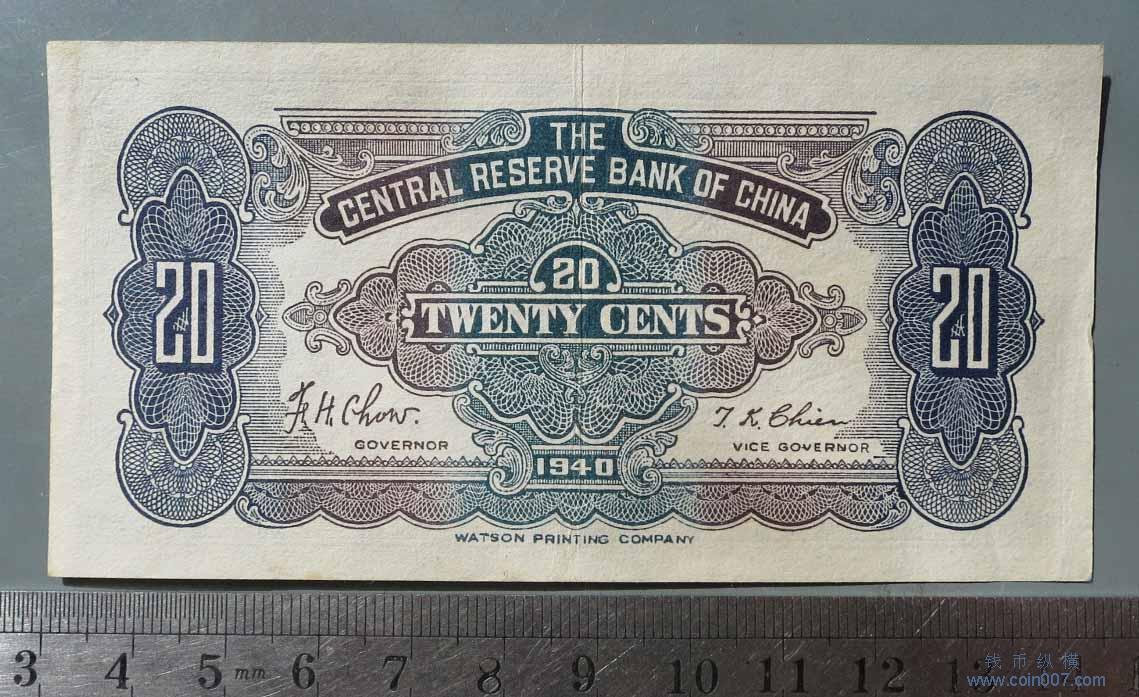 THE
CENTRAL RESERVE BANK OF CHINA
20
20
20
TWENTY CENTS
F. H. Chow.
T. K. Chien
GOVERNOR
VICE GOVERNOR
1940
WATSON PRINTING COMPANY
3 4 5 mm 6 7 8 9 10 11 12
钱币纵横
www.coin007.com